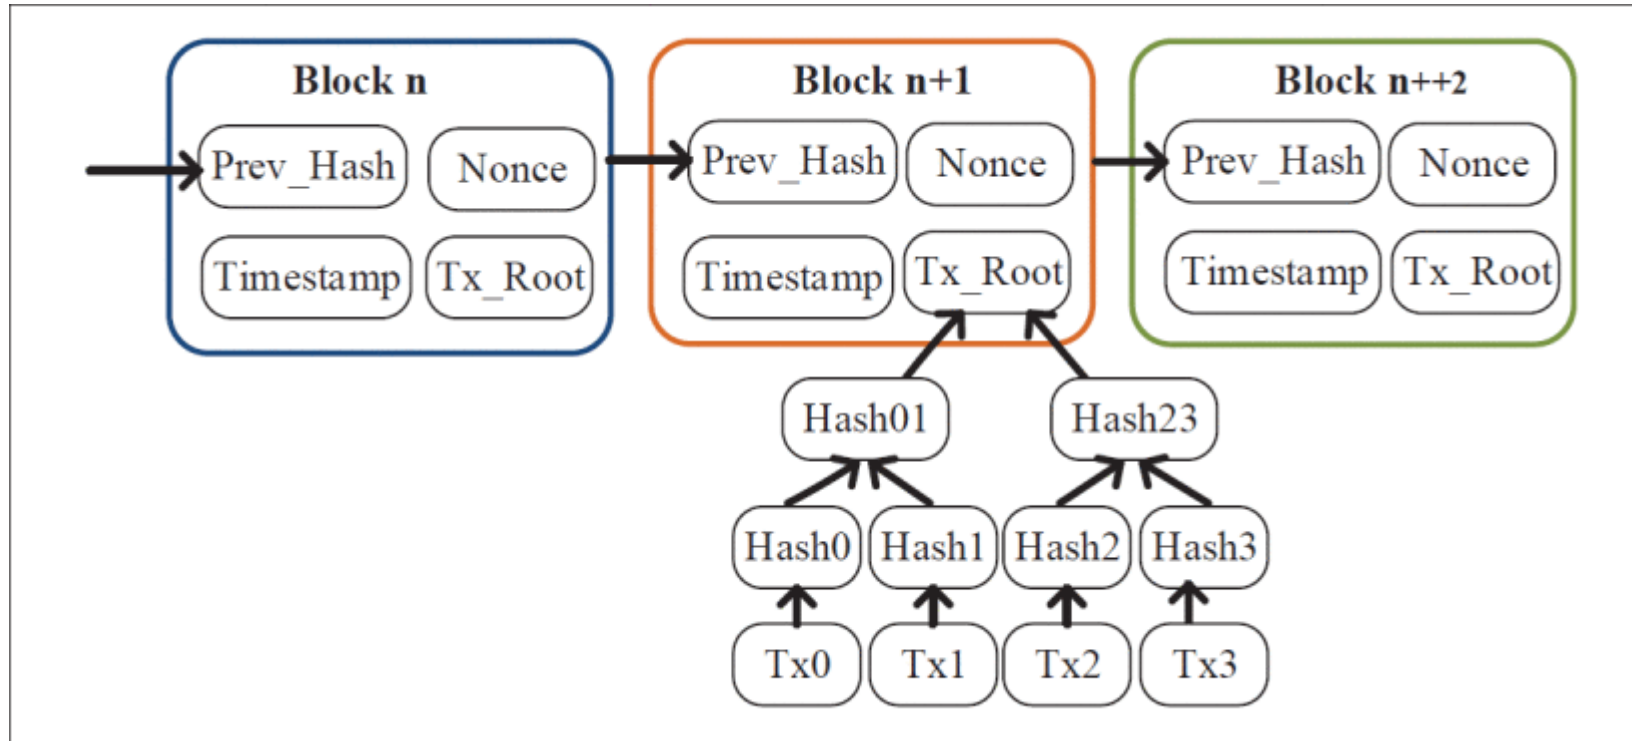 Block n
Prev_Hash
Nonce
Timestamp
Tx_Root
Block n+1
Prev_Hash
Nonce
Timestamp
Tx_Root
Block n++2
Prev_Hash
Nonce
Timestamp
Tx_Root
Hash01
Hash23
Hash0
Hash1
Hash2
Hash3
Tx0
Tx1
Tx2
Tx3